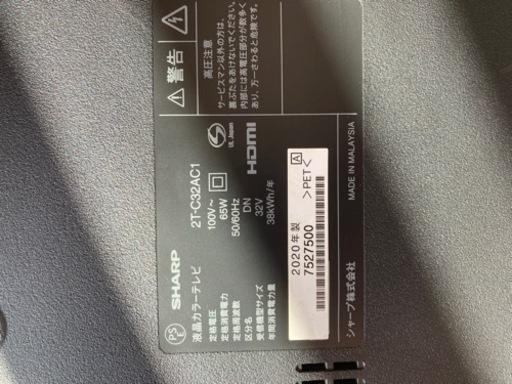 SHARP
液晶カラーテレビ 2T-C32AC1
定格電圧 100V～
定格消費電力 65W
定格周波数 50/60Hz
区分名 DN
受信機型サイズ 32V
年間消費電力量 38kWh/年
PS
E
警告
高圧注意
サービスマン以外の方は、
裏ぶたをあけないでください。
内部には高電圧部分が数多く
あり、万一さわると危険です。
UL Japan
HDMI
2020年製
7527500
A
>PET<
シャープ株式会社
MADE IN MALAYSIA